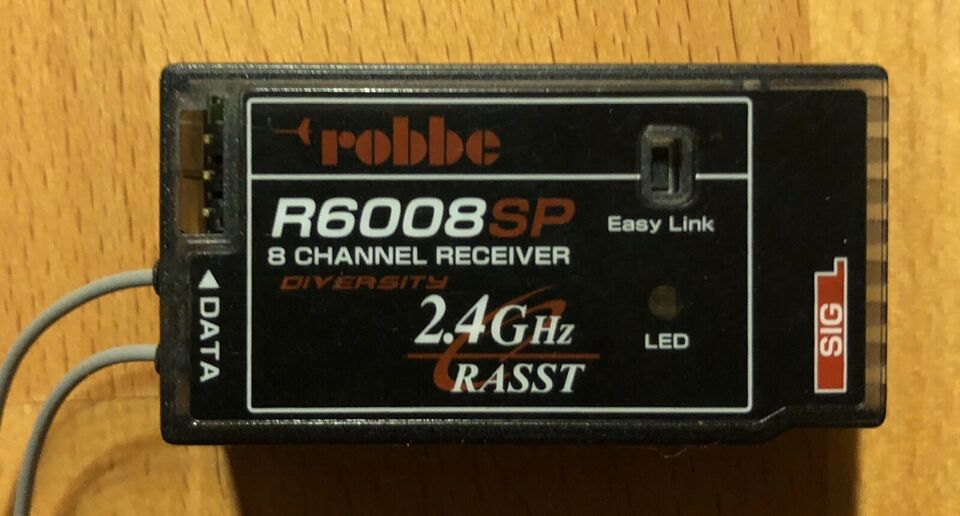 robbe
R6008SP
8 CHANNEL RECEIVER
DIVERSITY
2.4GHz
RASST
Easy Link
LED
◀DATA
SIG